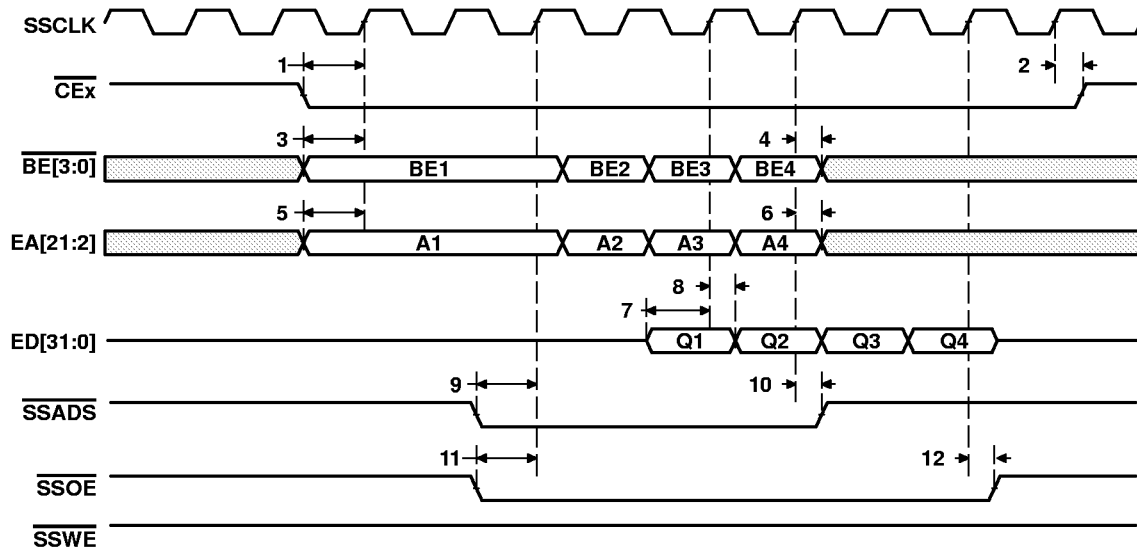 SSCLK
1
2
CEx
3
4
BE[3:0]
BE1
BE2
BE3
BE4
5
6
EA[21:2]
A1
A2
A3
A4
8
7
ED[31:0]
Q1
Q2
Q3
Q4
9
10
SSADS
11
12
SSOE
SSWE